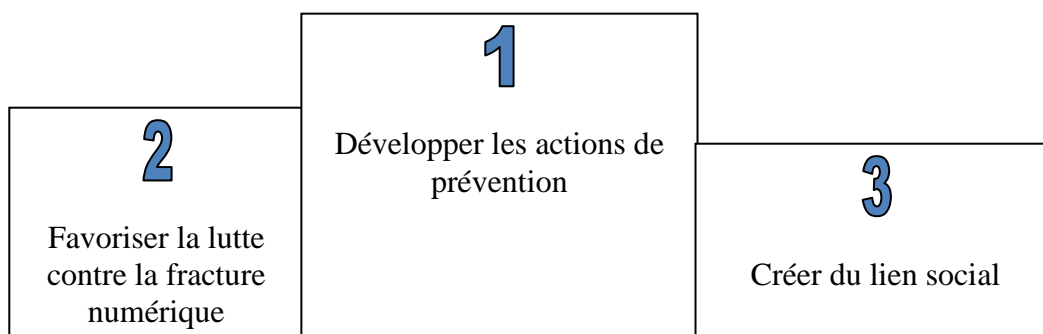 1
Développer les actions de
prévention
2
Favoriser la lutte
contre la fracture
numérique
3
Créer du lien social